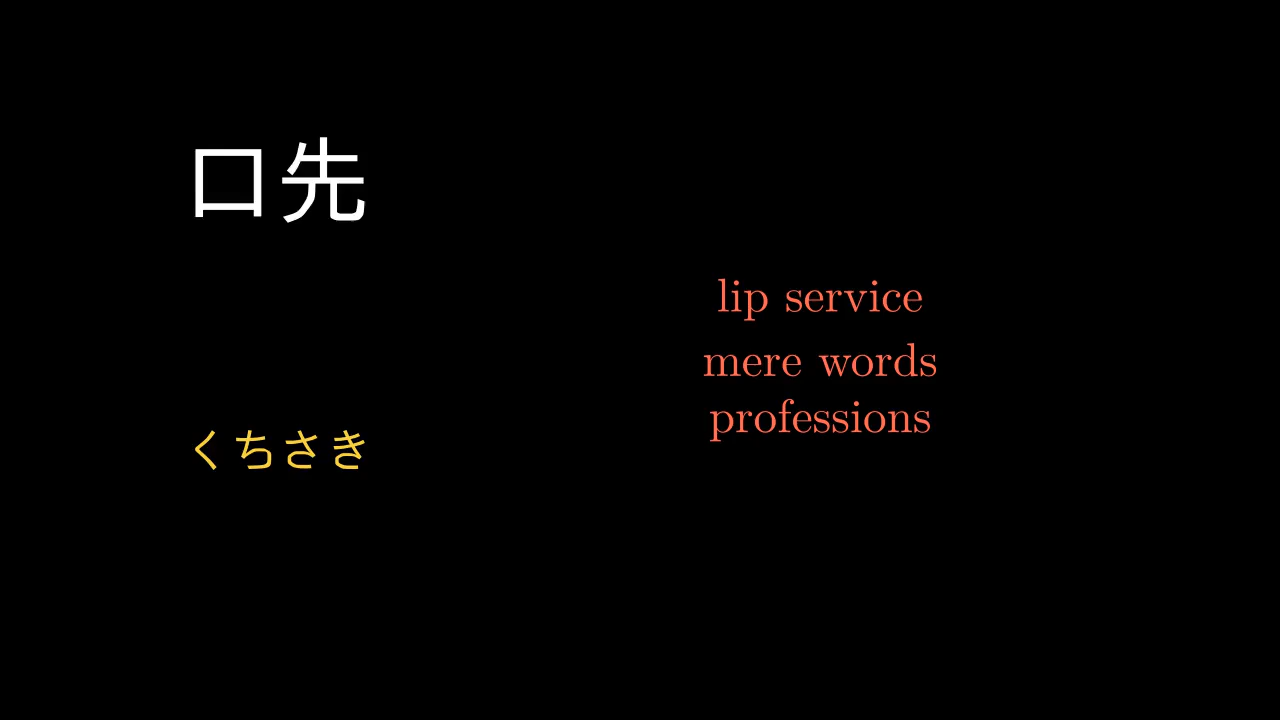 口先
くちさき
lip service
mere words
professions